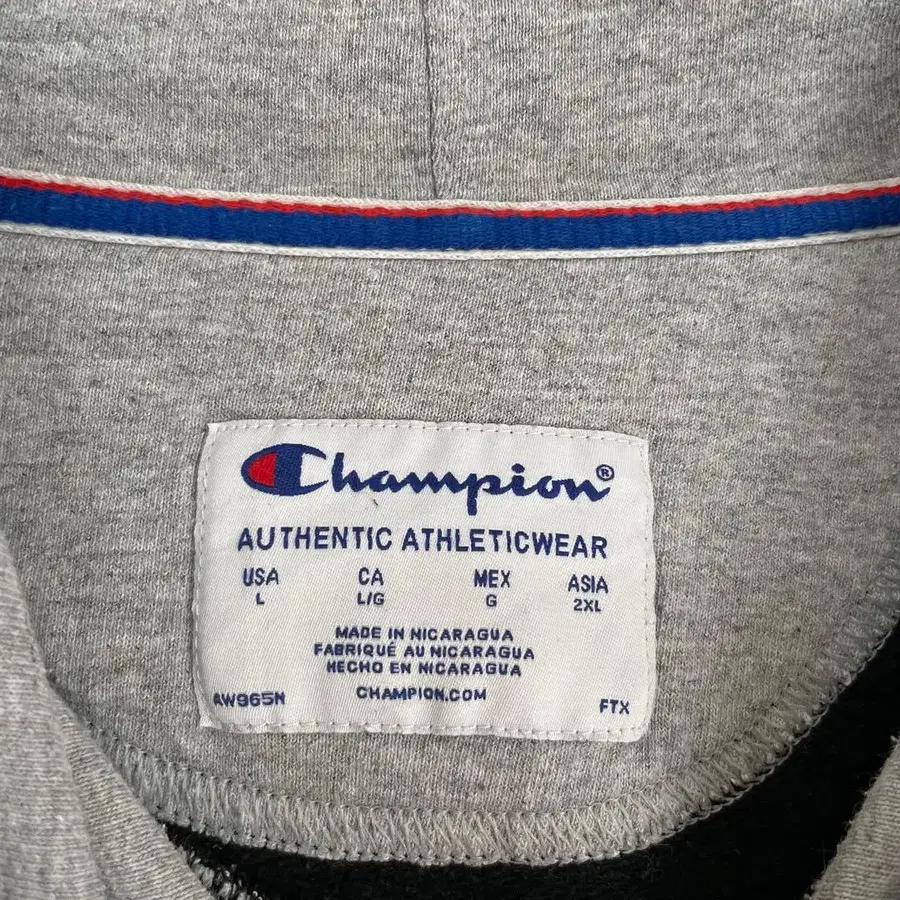 Champion®
AUTHENTIC ATHLETICWEAR
USA CA MEX ASIA
L L/G G 2XL
MADE IN NICARAGUA
FABRIQUÉ AU NICARAGUA
HECHO EN NICARAGUA
AW965N CHAMPION.COM FTX